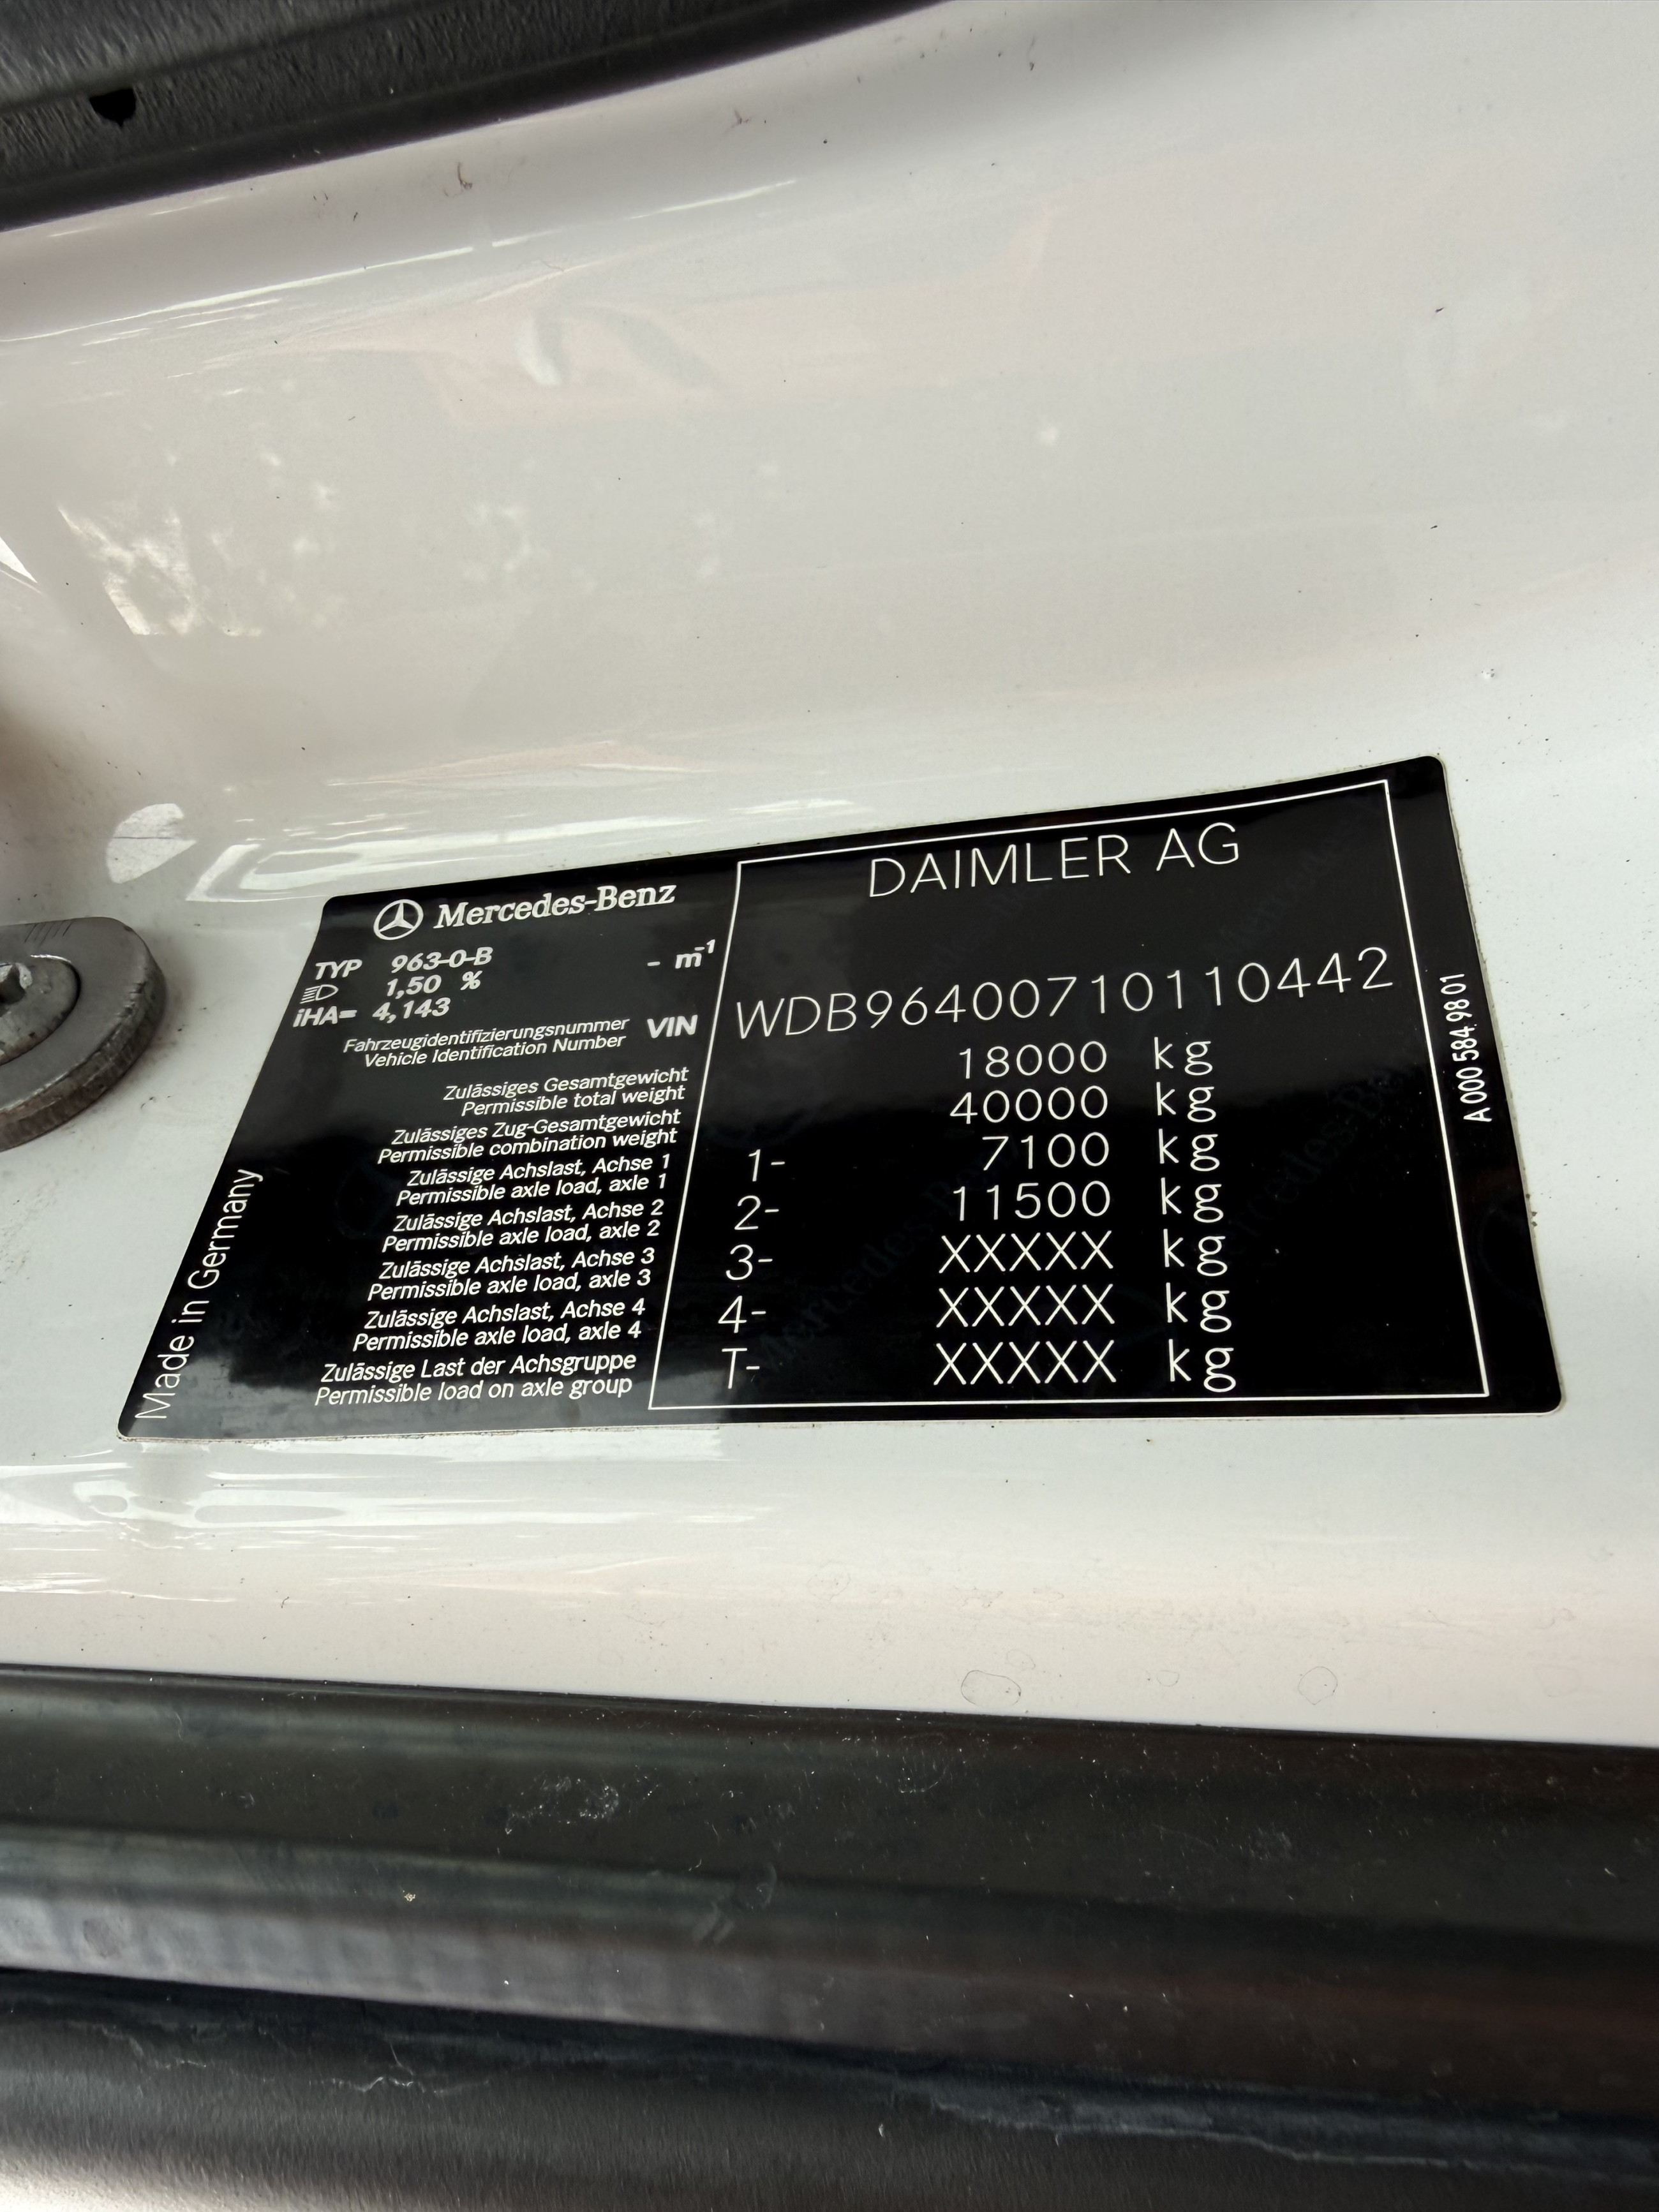 DAIMLER AG
Mercedes-Benz
TYP 963-0-B - m⁻¹
1,50 %
iHA= 4,143
Fahrzeugidentifizierungsnummer
Vehicle Identification Number
VIN WDB96400710110442
Zulässiges Gesamtgewicht
Permissible total weight
18000 kg
Zulässiges Zug-Gesamtgewicht
Permissible combination weight
40000 kg
Zulässige Achslast, Achse 1
Permissible axle load, axle 1
1- 7100 kg
Zulässige Achslast, Achse 2
Permissible axle load, axle 2
2- 11500 kg
Zulässige Achslast, Achse 3
Permissible axle load, axle 3
3- XXXXX kg
Zulässige Achslast, Achse 4
Permissible axle load, axle 4
4- XXXXX kg
Zulässige Last der Achsgruppe
Permissible load on axle group
T- XXXXX kg
Made in Germany
A 000 584 98 01